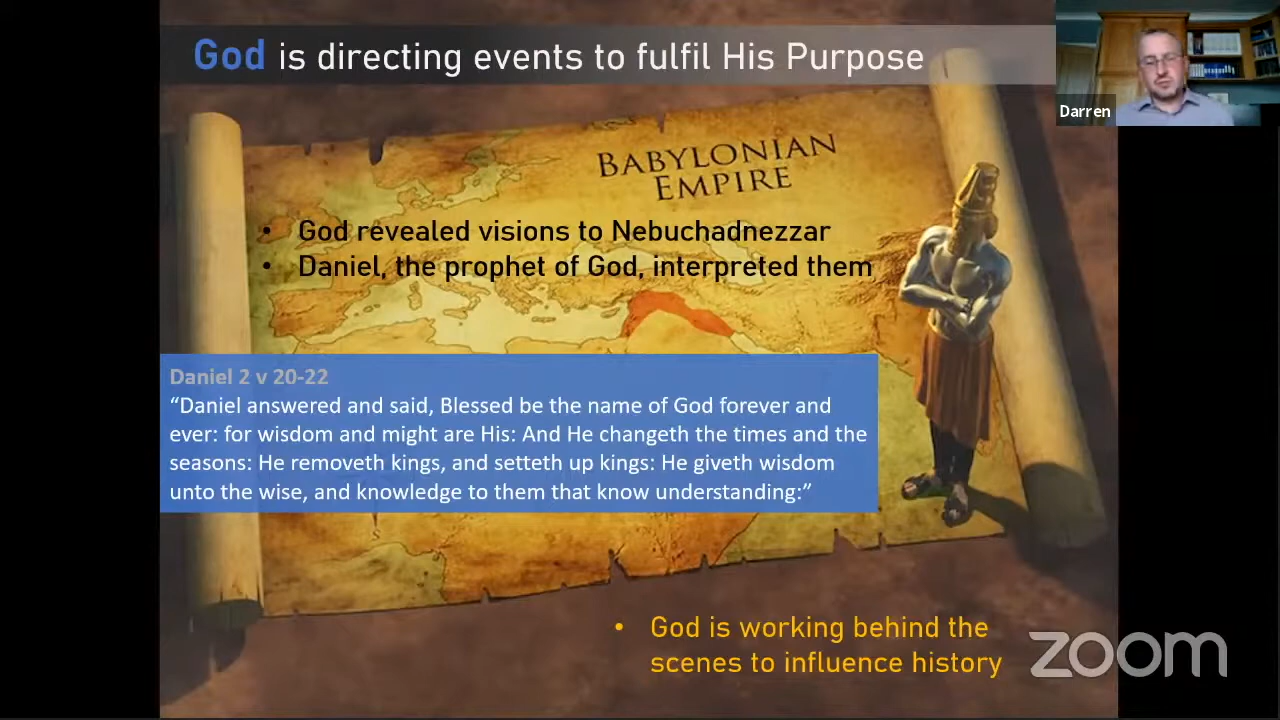 God is directing events to fulfil His Purpose
Darren
BABYLONIAN
EMPIRE
• God revealed visions to Nebuchadnezzar
• Daniel, the prophet of God, interpreted them
Daniel 2 v 20-22
“Daniel answered and said, Blessed be the name of God forever and
ever: for wisdom and might are His: And He changeth the times and the
seasons: He removeth kings, and setteth up kings: He giveth wisdom
unto the wise, and knowledge to them that know understanding:”
S
• God is working behind the
scenes to influence history
zoom